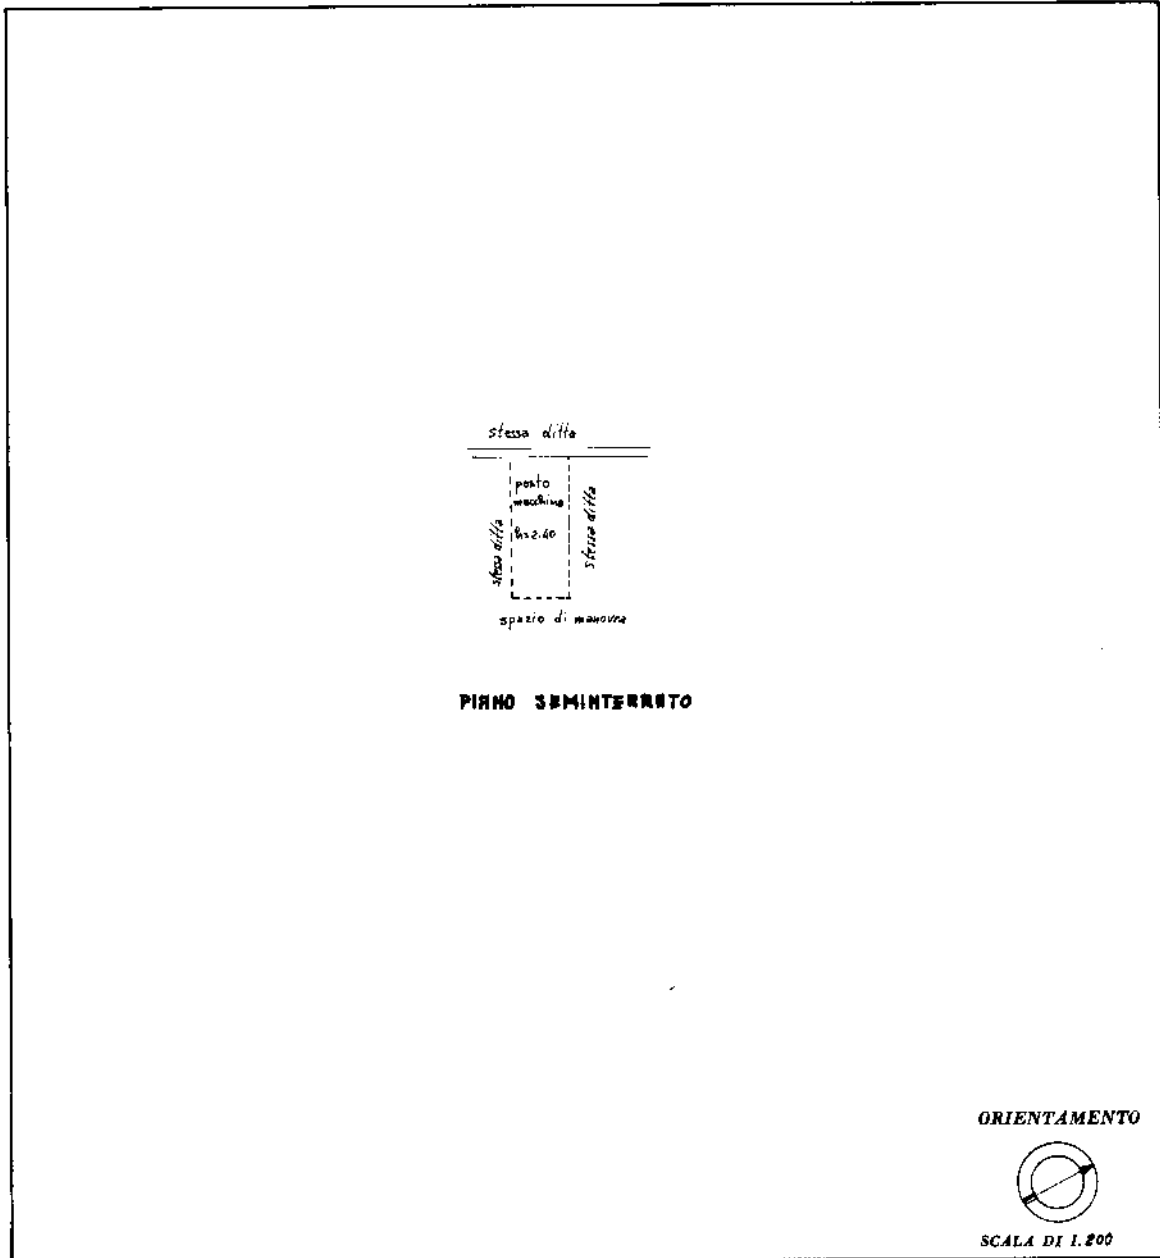 stessa ditta
posto
macchina
h=2.40
stessa ditta
stessa ditta
spazio di manovra
PIANO SEMINTERRATO
ORIENTAMENTO
SCALA DI 1.200